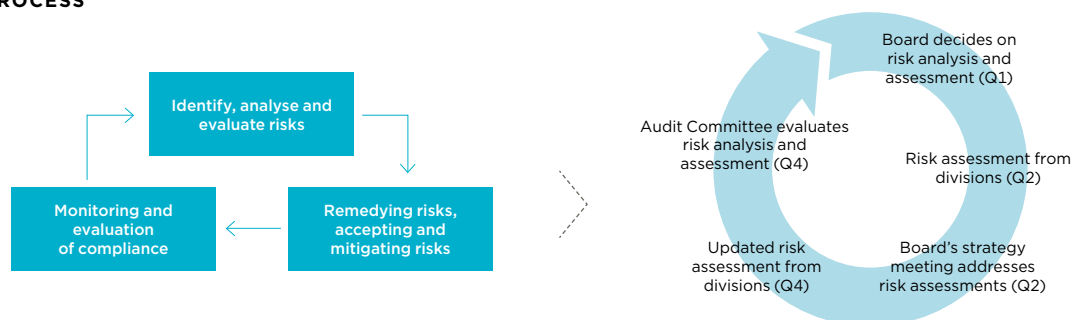 Identify, analyse and
evaluate risks
Monitoring and
evaluation
of compliance
Remedying risks,
accepting and
mitigating risks
Board decides on
risk analysis and
assessment (Q1)
Audit Committee evaluates
risk analysis and
assessment (Q4)
Risk assessment from
divisions (Q2)
Updated risk
assessment from
divisions (Q4)
Board's strategy
meeting addresses
risk assessments (Q2)